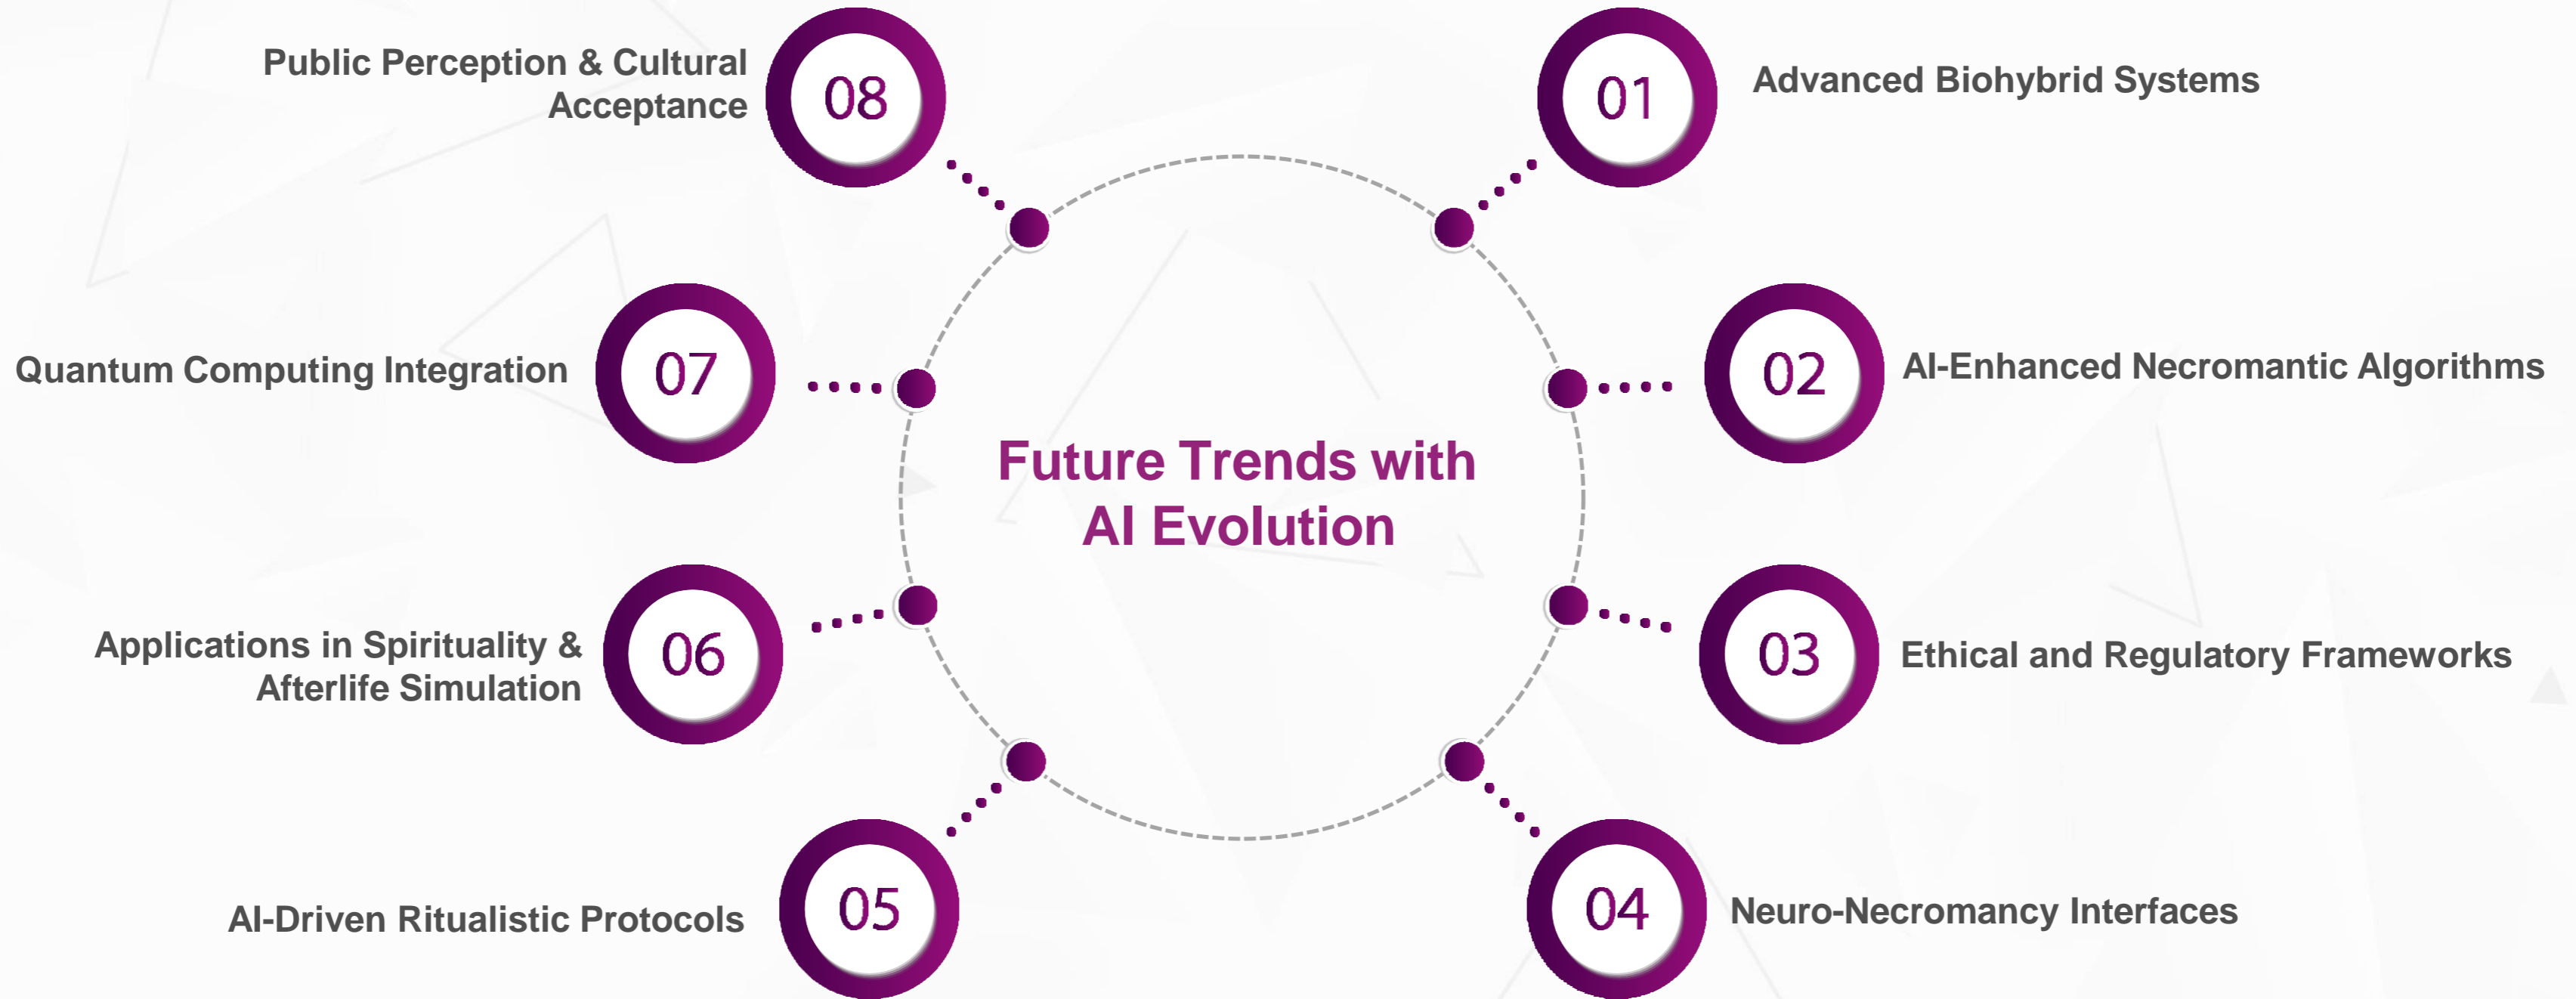 Future Trends with
AI Evolution
01
Advanced Biohybrid Systems
02
AI-Enhanced Necromantic Algorithms
03
Ethical and Regulatory Frameworks
04
Neuro-Necromancy Interfaces
05
AI-Driven Ritualistic Protocols
06
Applications in Spirituality &
Afterlife Simulation
07
Quantum Computing Integration
08
Public Perception & Cultural
Acceptance